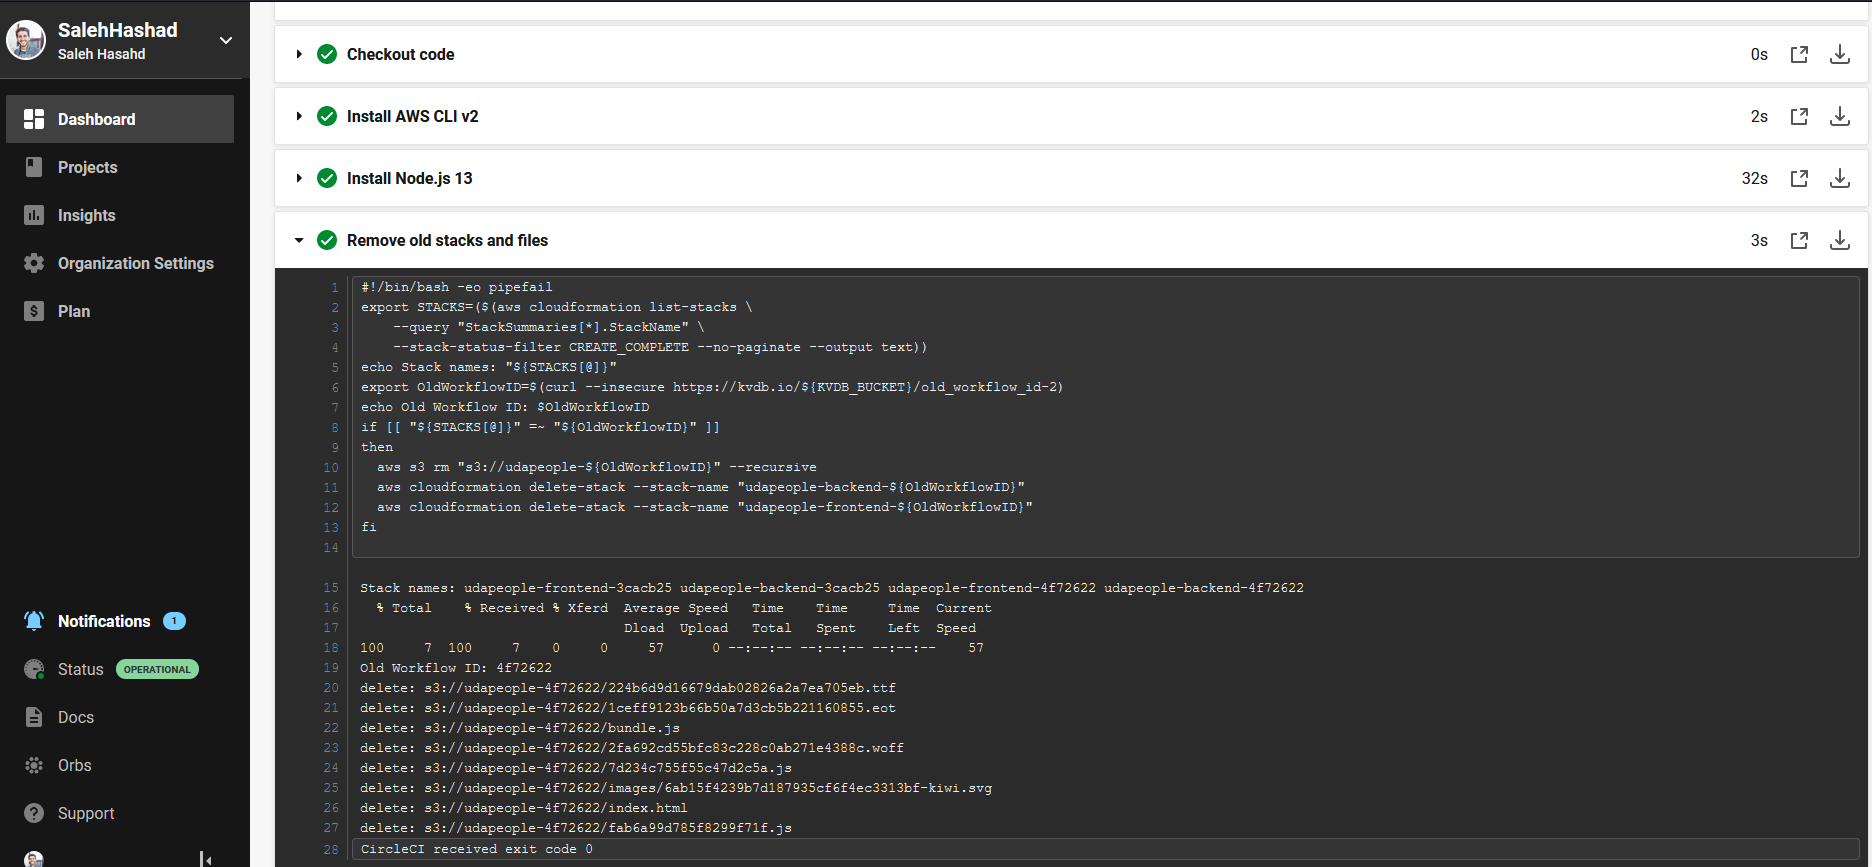 SalehHashad
Saleh Hasahd
Dashboard
Projects
Insights
Organization Settings
Plan
Notifications 1
Status OPERATIONAL
Docs
Orbs
Support
Checkout code 0s
Install AWS CLI v2 2s
Install Node.js 13 32s
Remove old stacks and files 3s
1 #!/bin/bash -eo pipefail
2 export STACKS=($(aws cloudformation list-stacks \
3     --query "StackSummaries[*].StackName" \
4     --stack-status-filter CREATE_COMPLETE --no-paginate --output text))
5 echo Stack names: "${STACKS[@]}"
6 export OldWorkflowID=$(curl --insecure https://kvdb.io/${KVDB_BUCKET}/old_workflow_id-2)
7 echo Old Workflow ID: $OldWorkflowID
8 if [[ "${STACKS[@]}" =~ "${OldWorkflowID}" ]]
9 then
10   aws s3 rm "s3://udapeople-${OldWorkflowID}" --recursive
11   aws cloudformation delete-stack --stack-name "udapeople-backend-${OldWorkflowID}"
12   aws cloudformation delete-stack --stack-name "udapeople-frontend-${OldWorkflowID}"
13 fi
14
15 Stack names: udapeople-frontend-3cacb25 udapeople-backend-3cacb25 udapeople-frontend-4f72622 udapeople-backend-4f72622
16   % Total    % Received % Xferd  Average Speed   Time    Time     Time  Current
17                                  Dload  Upload   Total   Spent    Left  Speed
18 100     7  100     7    0     0     57      0 --:--:-- --:--:-- --:--:--    57
19 Old Workflow ID: 4f72622
20 delete: s3://udapeople-4f72622/224b6d9d16679dab02826a2a7ea705eb.ttf
21 delete: s3://udapeople-4f72622/1ceff9123b66b50a7d3cb5b221160855.eot
22 delete: s3://udapeople-4f72622/bundle.js
23 delete: s3://udapeople-4f72622/2fa692cd55bfc83c228c0ab271e4388c.woff
24 delete: s3://udapeople-4f72622/7d234c755f55c47d2c5a.js
25 delete: s3://udapeople-4f72622/images/6ab15f4239b7d187935cf6f4ec3313bf-kiwi.svg
26 delete: s3://udapeople-4f72622/index.html
27 delete: s3://udapeople-4f72622/fab6a99d785f8299f71f.js
28 CircleCI received exit code 0